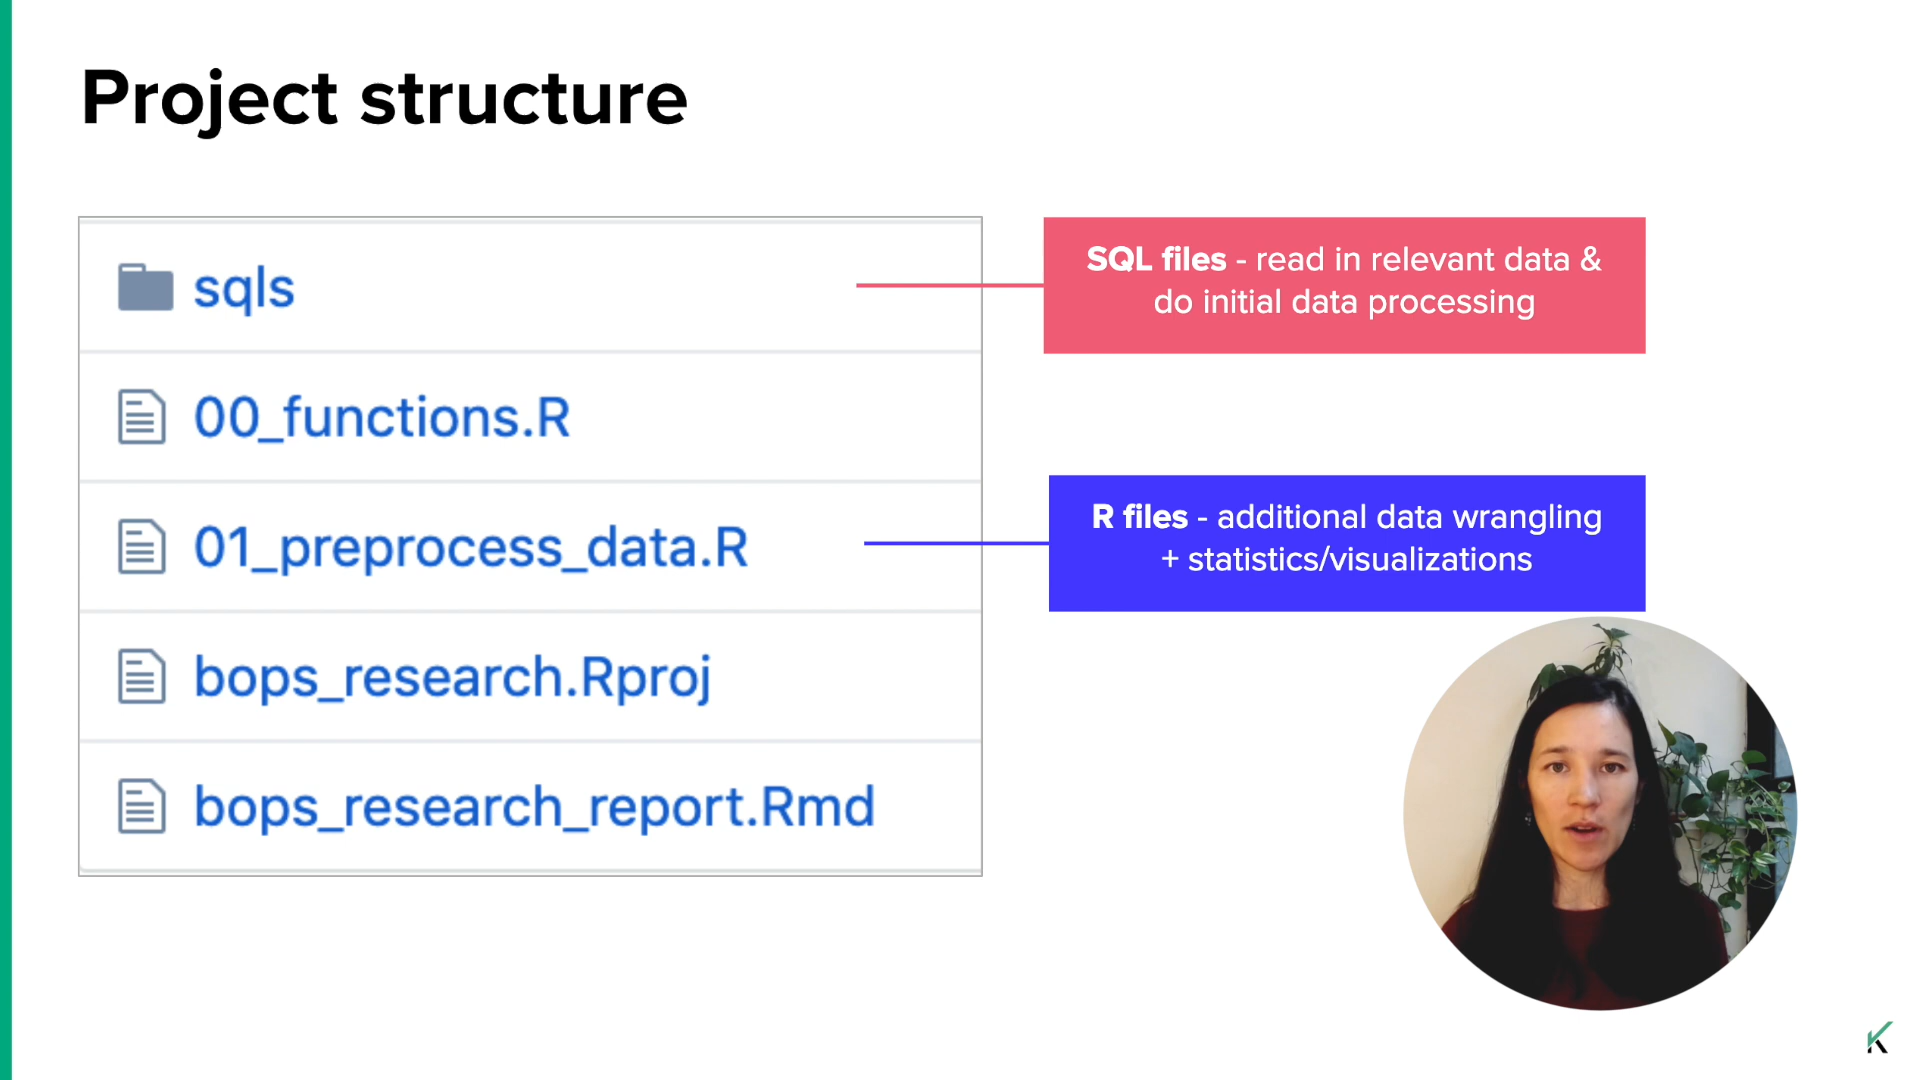 Project structure
sqls
00_functions.R
01_preprocess_data.R
bops_research.Rproj
bops_research_report.Rmd
SQL files - read in relevant data &
do initial data processing
R files - additional data wrangling
+ statistics/visualizations